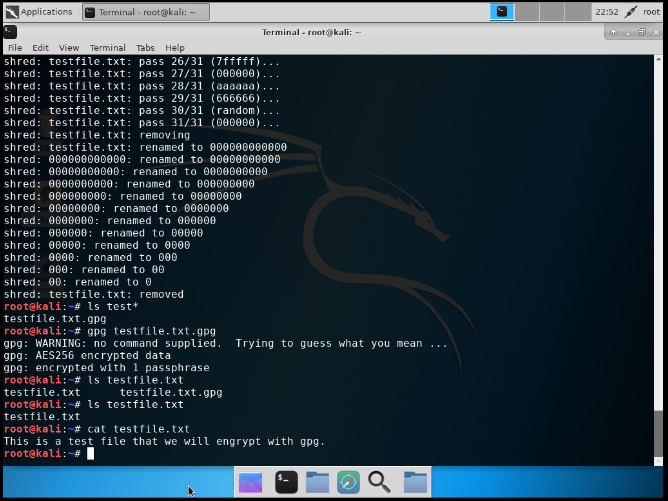 Applications
Terminal - root@kali: ~
22:52
root
Terminal - root@kali: ~
File Edit View Terminal Tabs Help
shred: testfile.txt: pass 26/31 (7fffff)...
shred: testfile.txt: pass 27/31 (000000)...
shred: testfile.txt: pass 28/31 (aaaaaa)...
shred: testfile.txt: pass 29/31 (666666)...
shred: testfile.txt: pass 30/31 (random)...
shred: testfile.txt: pass 31/31 (000000)...
shred: testfile.txt: removing
shred: testfile.txt: renamed to 000000000000
shred: 000000000000: renamed to 00000000000
shred: 00000000000: renamed to 0000000000
shred: 0000000000: renamed to 000000000
shred: 000000000: renamed to 00000000
shred: 00000000: renamed to 0000000
shred: 0000000: renamed to 000000
shred: 000000: renamed to 00000
shred: 00000: renamed to 0000
shred: 0000: renamed to 000
shred: 000: renamed to 00
shred: 00: renamed to 0
shred: testfile.txt: removed
root@kali:~# ls test*
testfile.txt.gpg
root@kali:~# gpg testfile.txt.gpg
gpg: WARNING: no command supplied.  Trying to guess what you mean ...
gpg: AES256 encrypted data
gpg: encrypted with 1 passphrase
root@kali:~# ls testfile.txt
testfile.txt      testfile.txt.gpg
root@kali:~# ls testfile.txt
testfile.txt
root@kali:~# cat testfile.txt
This is a test file that we will engrypt with gpg.
root@kali:~#